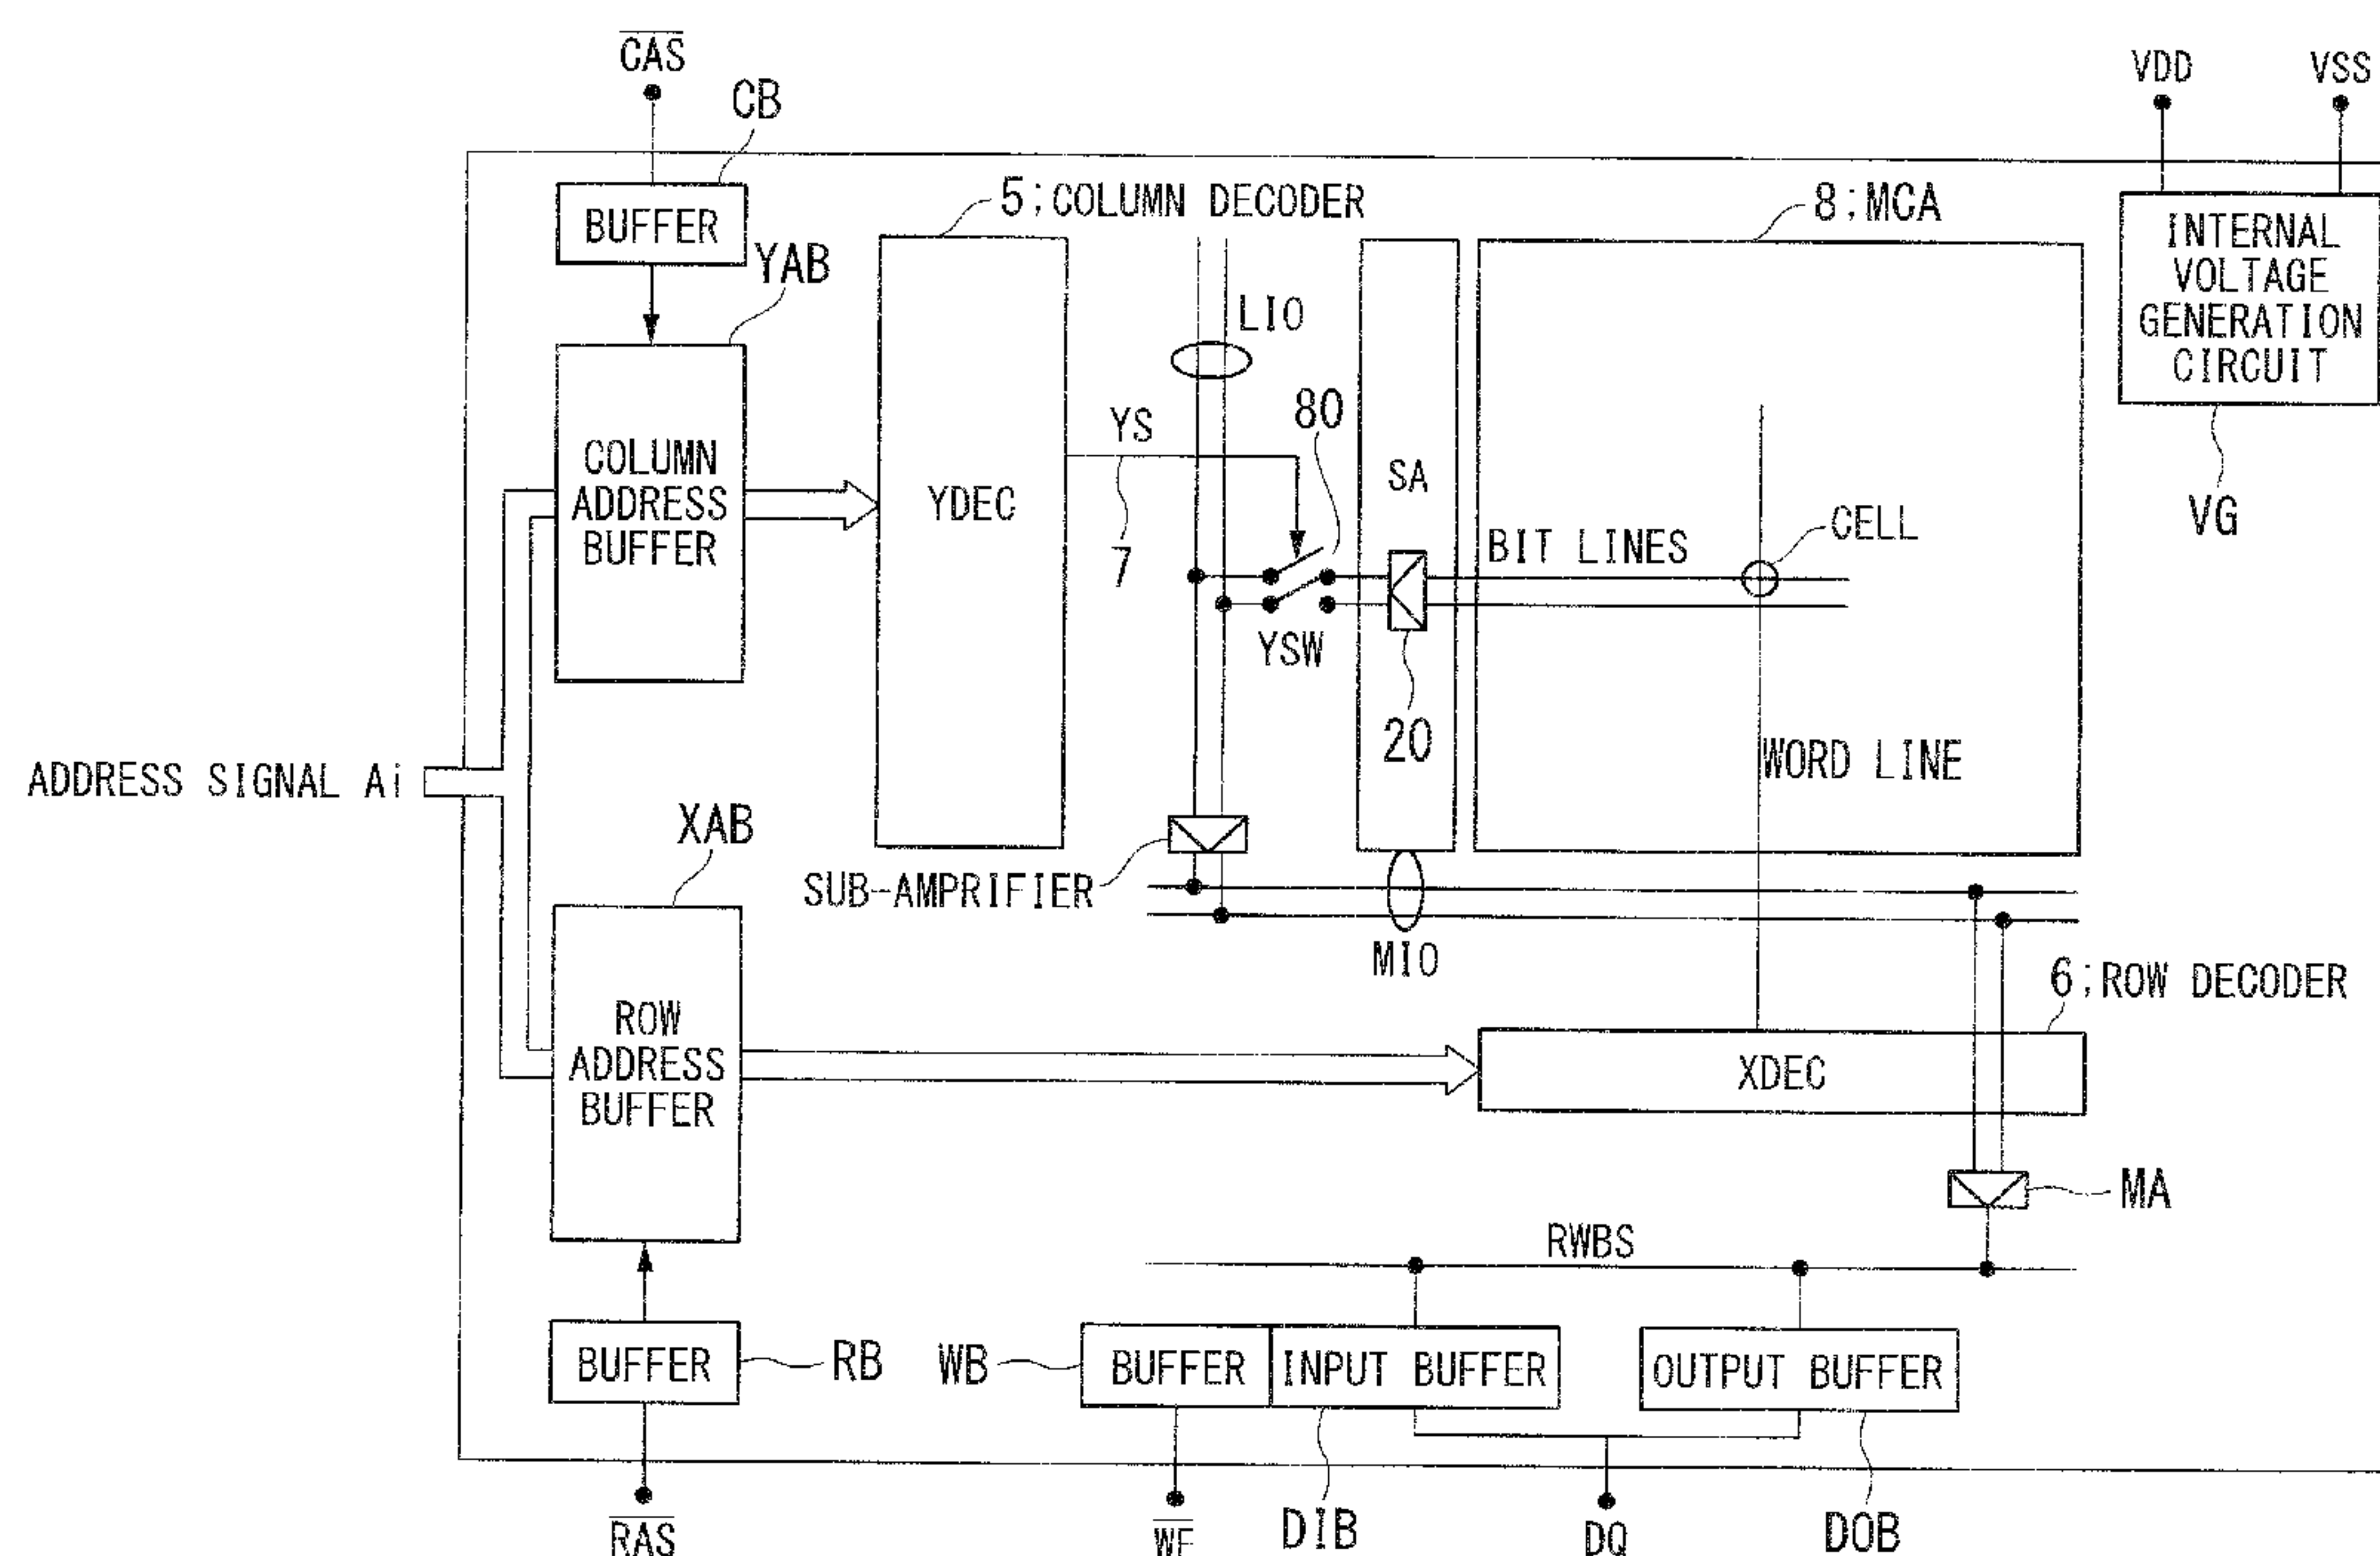 CAS
CB
VDD
VSS
BUFFER
5;COLUMN DECODER
8;MCA
INTERNAL
VOLTAGE
GENERATION
CIRCUIT
YAB
LIO
COLUMN
ADDRESS
BUFFER
YS
80
YDEC
SA
VG
7
BIT LINES
CELL
YSW
20
WORD LINE
ADDRESS SIGNAL Ai
XAB
SUB-AMPRIFIER
MIO
6;ROW DECODER
ROW
ADDRESS
BUFFER
XDEC
MA
RWBS
BUFFER
RB
WB
BUFFER
INPUT BUFFER
OUTPUT BUFFER
RAS
WE
DIB
DQ
DOB